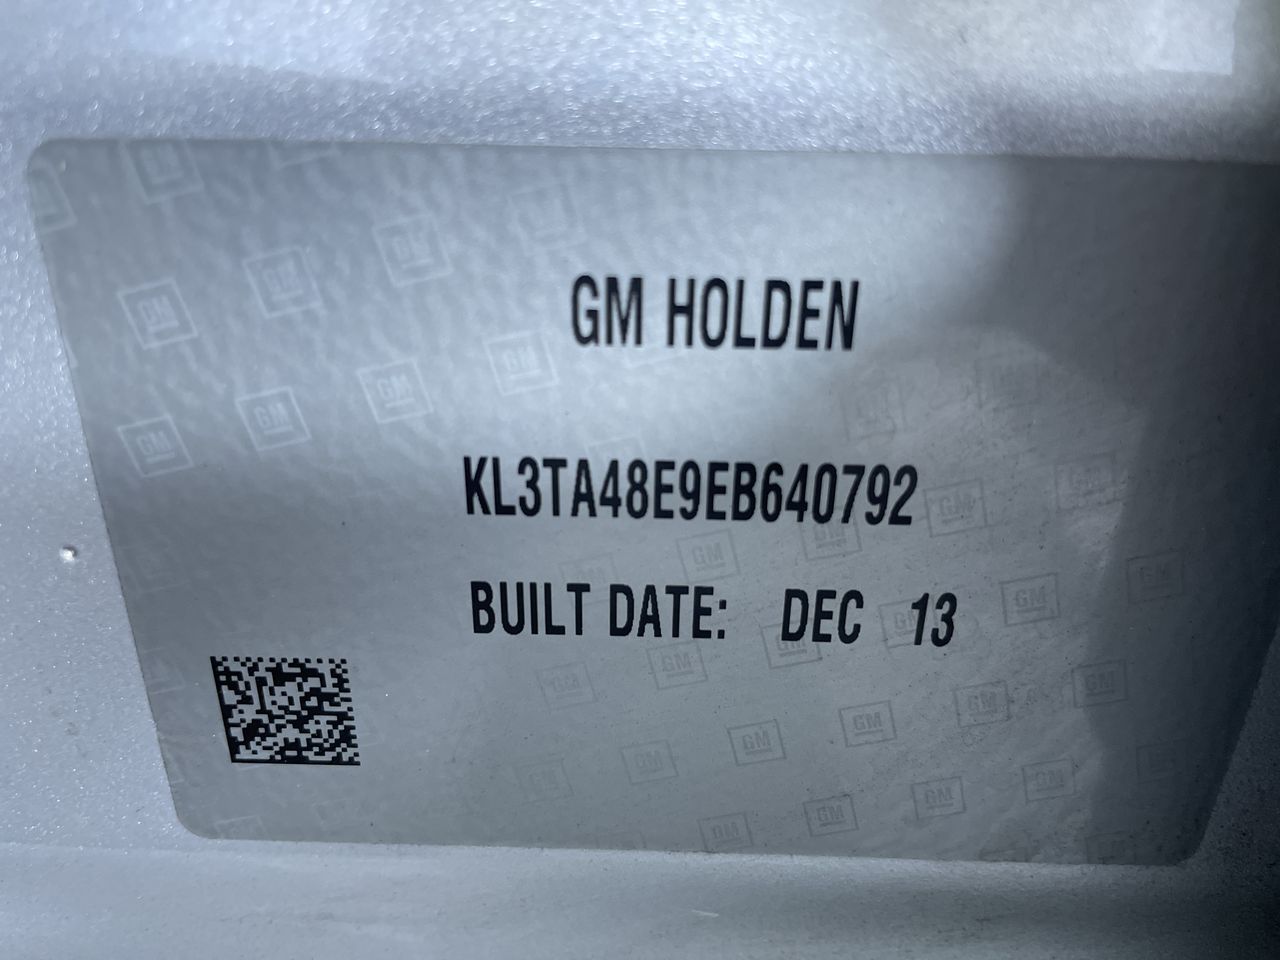 GM HOLDEN
KL3TA48E9EB640792
BUILT DATE: DEC 13